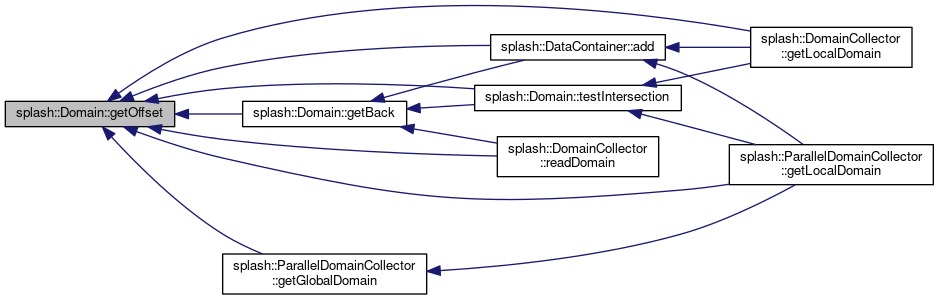 splash::Domain::getOffset
splash::Domain::getBack
splash::DataContainer::add
splash::Domain::testIntersection
splash::DomainCollector
::readDomain
splash::DomainCollector
::getLocalDomain
splash::ParallelDomainCollector
::getLocalDomain
splash::ParallelDomainCollector
::getGlobalDomain